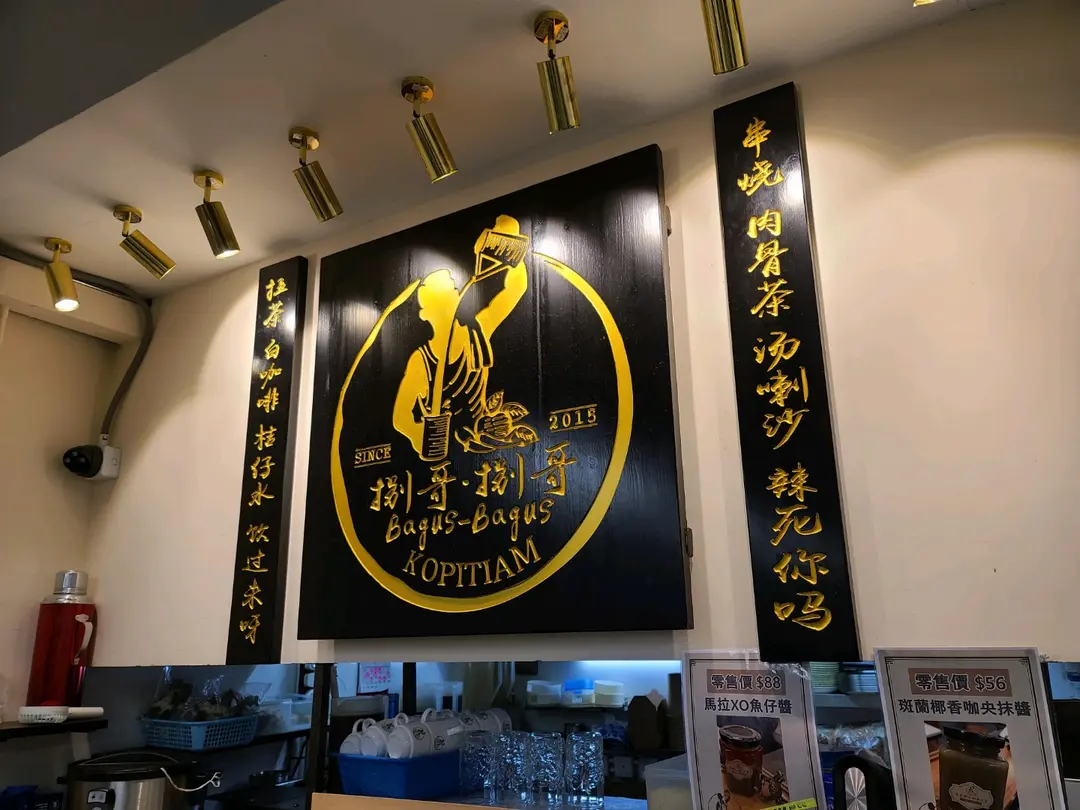 拉茶 白咖啡 桔仔水 饮过未呀
SINCE
2015
捌哥·捌哥
Bagus-Bagus
KOPITIAM
串烧 肉骨茶 汤喇沙 辣死你吗
零售價 $88
馬拉XO魚仔醬
零售價 $56
斑蘭椰香咖央抹醬